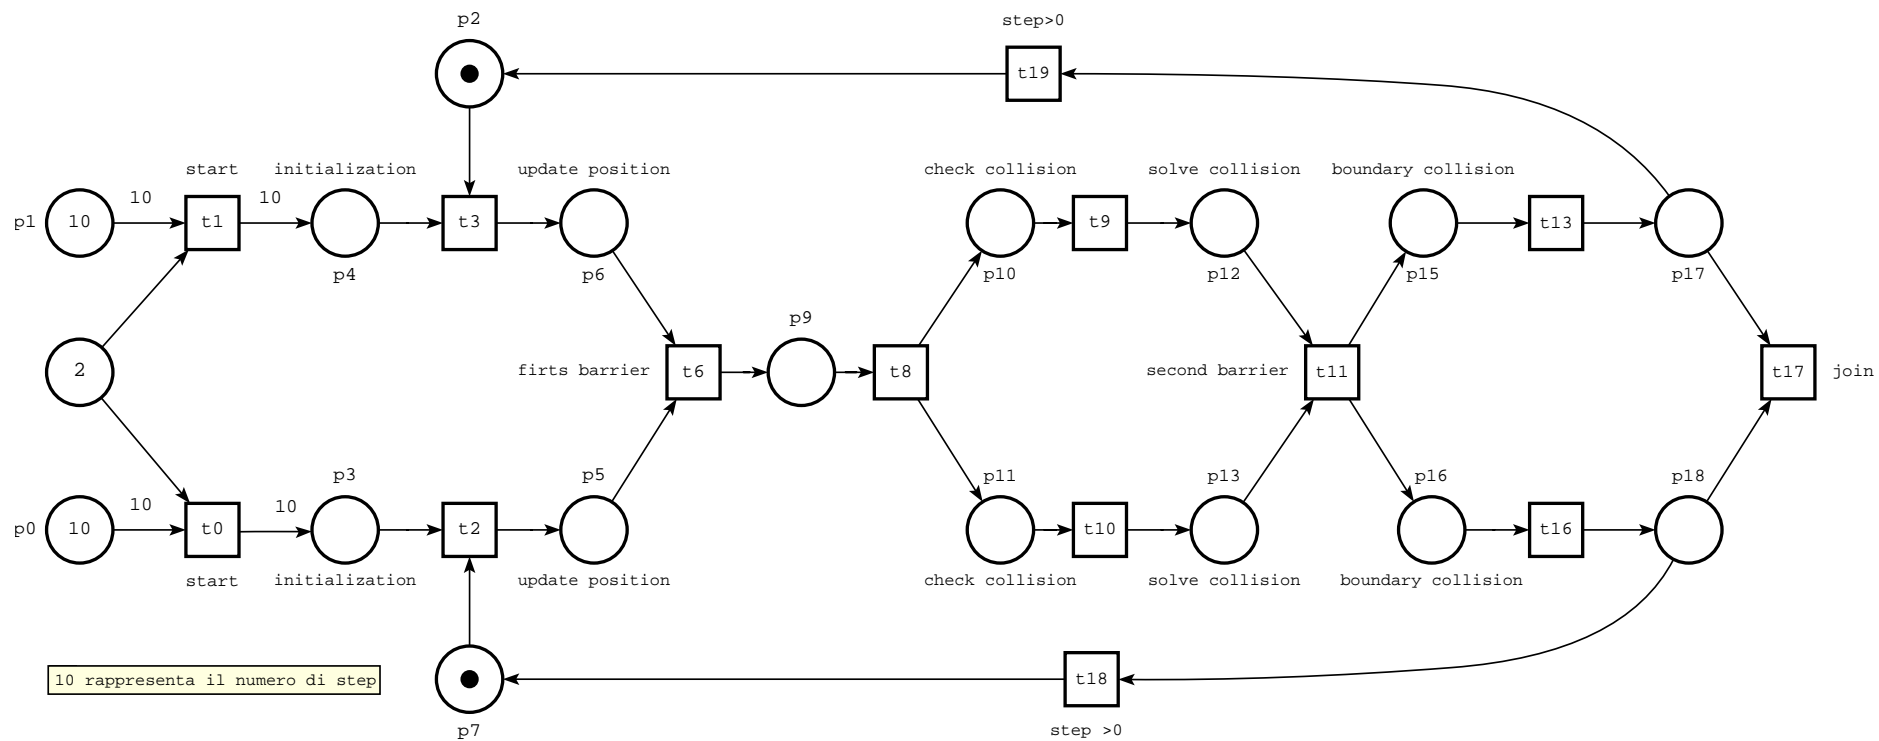 p2
step>0
t19
start
initialization
update position
check collision
solve collision
boundary collision
p1
10
10
t1
10
t3
t9
t13
p4
p6
p10
p12
p15
p17
p9
2
firts barrier
t6
t8
second barrier
t11
t17
join
p3
p5
p11
p13
p16
p18
p0
10
10
t0
10
t2
t10
t16
start
initialization
update position
check collision
solve collision
boundary collision
10 rappresenta il numero di step
t18
p7
step >0